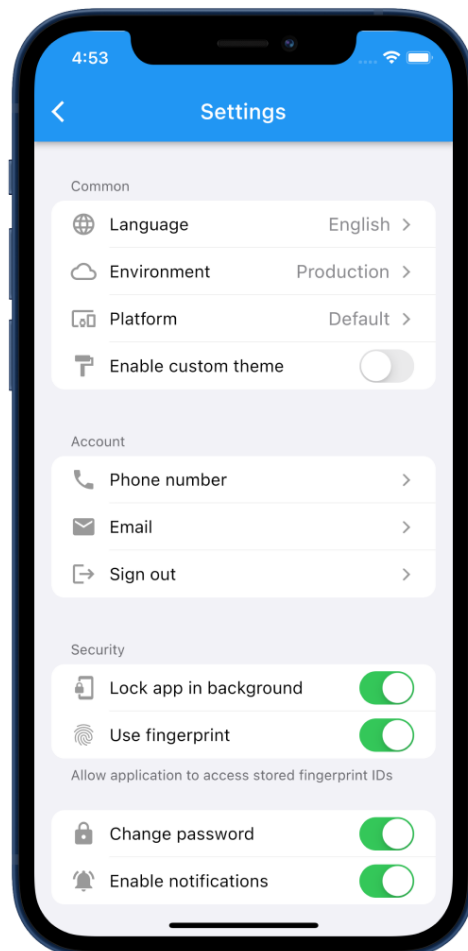 4:53
Settings
Common
Language English
Environment Production
Platform Default
Enable custom theme
Account
Phone number
Email
Sign out
Security
Lock app in background
Use fingerprint
Allow application to access stored fingerprint IDs
Change password
Enable notifications